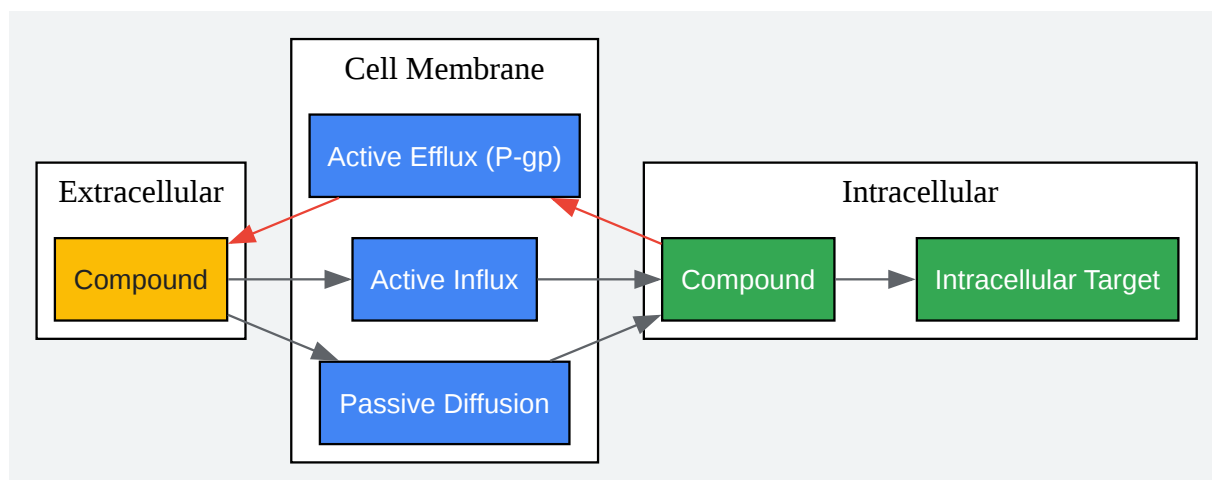 Cell Membrane
Active Efflux (P-gp)
Extracellular
Intracellular
Compound
Active Influx
Compound
Intracellular Target
Passive Diffusion